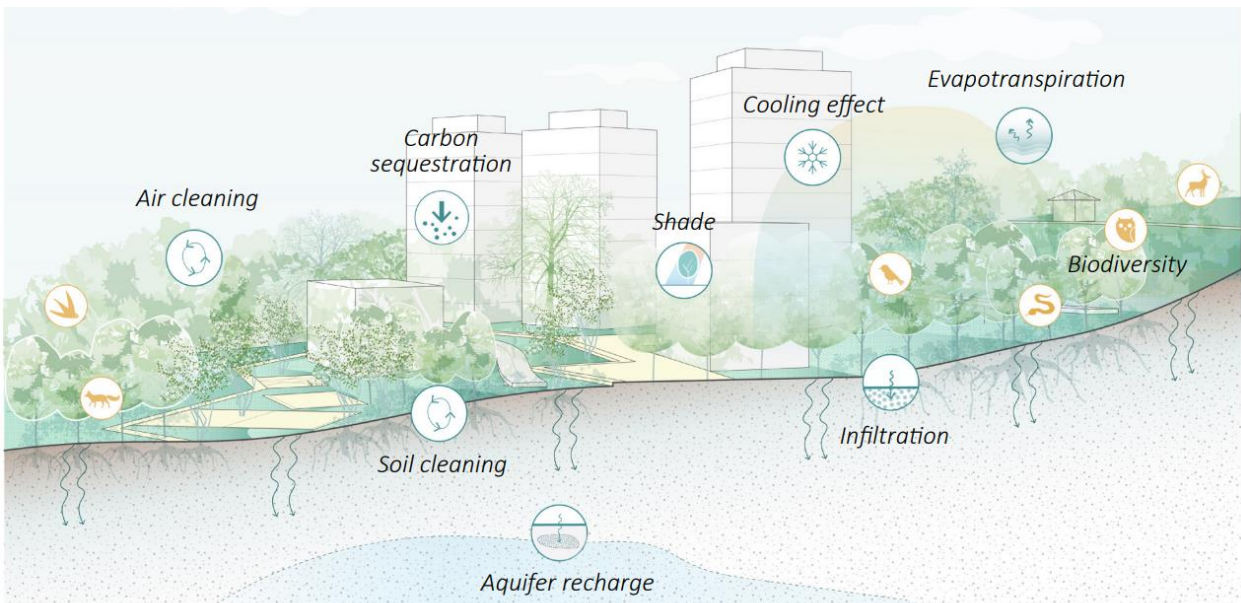 Evapotranspiration
Cooling effect
Carbon
sequestration
Air cleaning
Shade
Biodiversity
Infiltration
Soil cleaning
Aquifer recharge